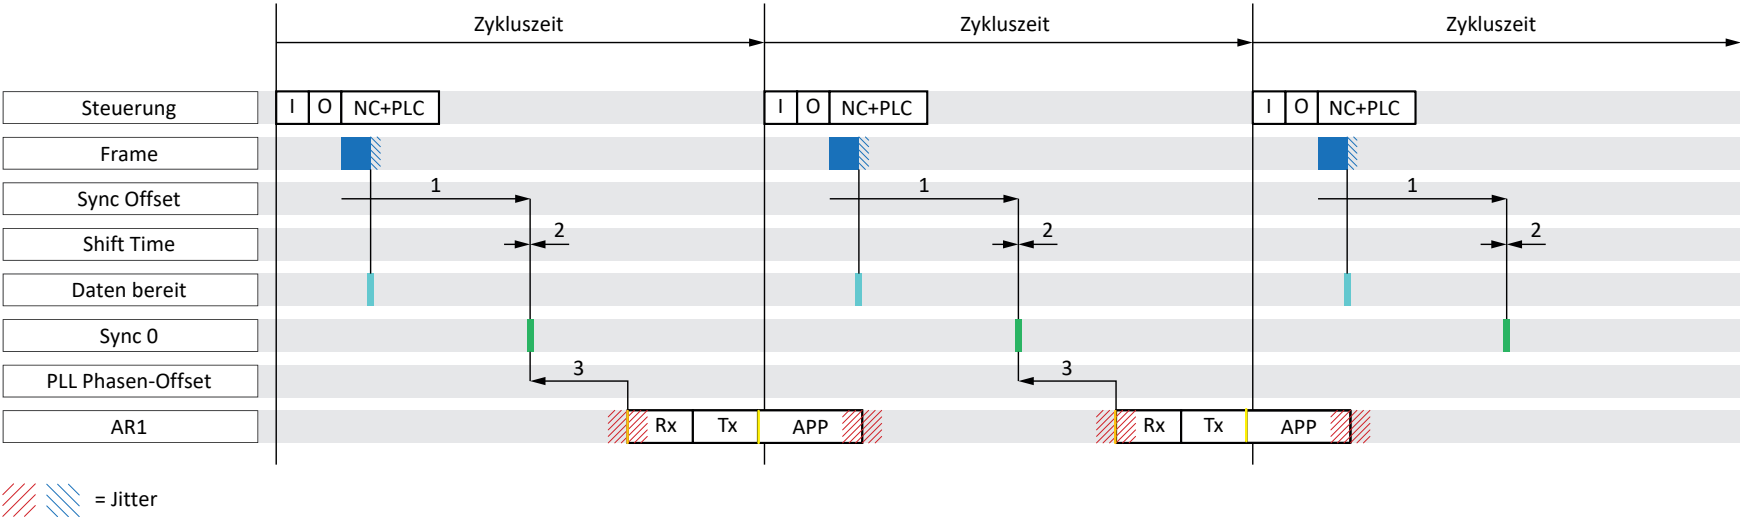 Zykluszeit Zykluszeit Zykluszeit
Steuerung I O NC+PLC I O NC+PLC I O NC+PLC
Frame
Sync Offset 1 1 1
Shift Time 2 2 2
Daten bereit
Sync 0
PLL Phasen-Offset 3 3
AR1 Rx Tx APP Rx Tx APP
= Jitter